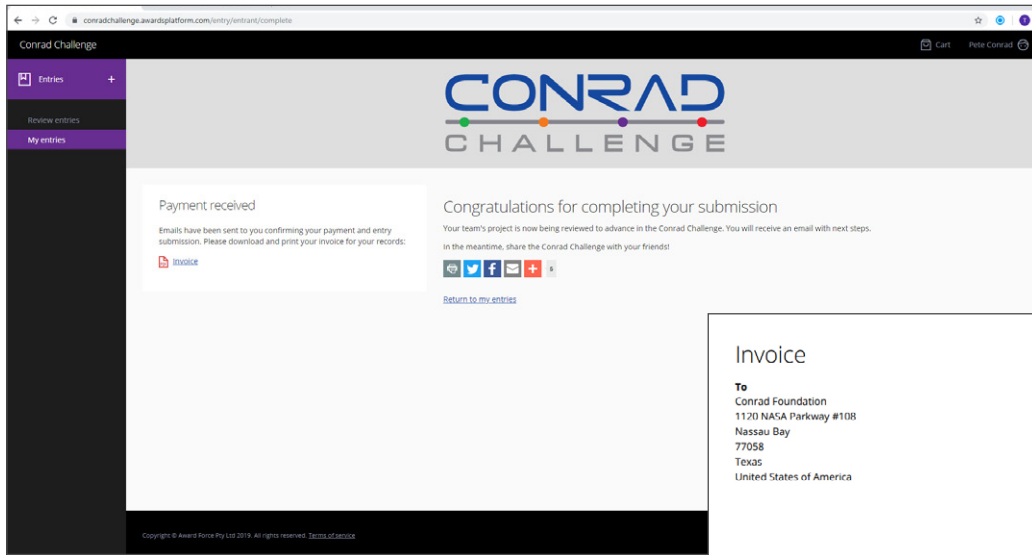 conradchallenge.awardsplatform.com/entry/entrant/complete
T
Conrad Challenge
Cart
Pete Conrad
Entries +
Review entries
My entries
CONRAD
CHALLENGE
Payment received
Emails have been sent to you confirming your payment and entry
submission. Please download and print your invoice for your records:
Invoice
Congratulations for completing your submission
Your team's project is now being reviewed to advance in the Conrad Challenge. You will receive an email with next steps.
In the meantime, share the Conrad Challenge with your friends!
Return to my entries
Invoice
To
Conrad Foundation
1120 NASA Parkway #108
Nassau Bay
77058
Texas
United States of America
Copyright © Award Force Pty Ltd 2019. All rights reserved. Terms of service